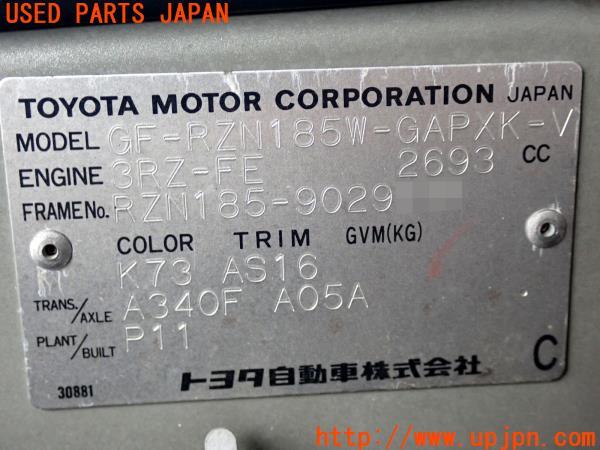 USED PARTS JAPAN
TOYOTA MOTOR CORPORATION JAPAN
MODEL GF-RZN185W-GAPXK-V
ENGINE 3RZ-FE 2693 CC
FRAME No. RZN185-9029
COLOR TRIM GVM(KG)
K73 AS16
TRANS./AXLE A340F A05A
PLANT/BUILT P11
トヨタ自動車株式会社 C
30881
http://www.upjpn.com